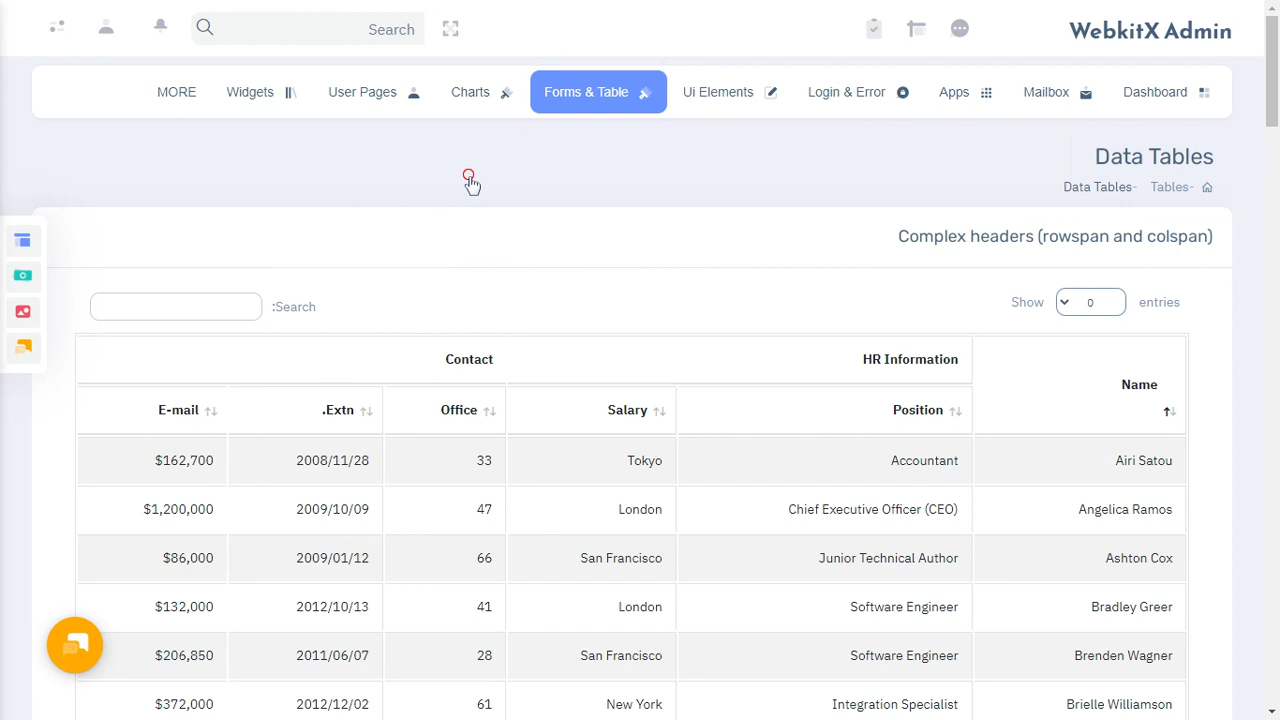 Search
WebkitX Admin
MORE Widgets User Pages Charts Forms & Table Ui Elements Login & Error Apps Mailbox Dashboard
Data Tables
Data Tables- Tables-
Complex headers (rowspan and colspan)
:Search Show 0 entries
Contact HR Information Name
E-mail .Extn Office Salary Position
$162,700 2008/11/28 33 Tokyo Accountant Airi Satou
$1,200,000 2009/10/09 47 London Chief Executive Officer (CEO) Angelica Ramos
$86,000 2009/01/12 66 San Francisco Junior Technical Author Ashton Cox
$132,000 2012/10/13 41 London Software Engineer Bradley Greer
$206,850 2011/06/07 28 San Francisco Software Engineer Brenden Wagner
$372,000 2012/12/02 61 New York Integration Specialist Brielle Williamson